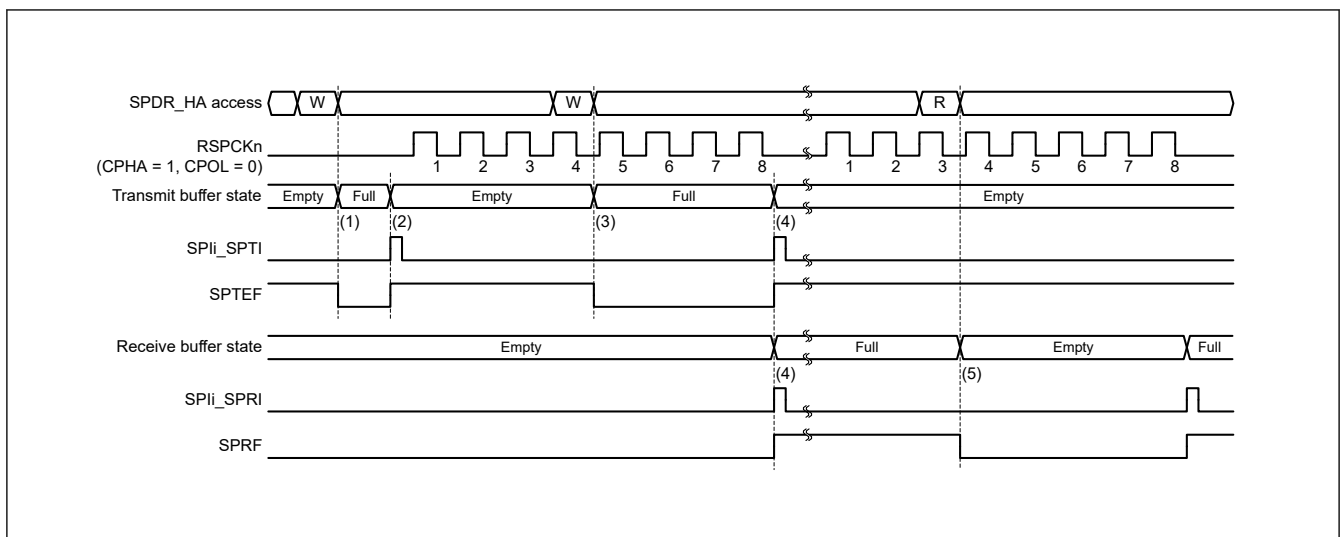 SPDR_HA access W W R
RSPCKn
(CPHA = 1, CPOL = 0) 1 2 3 4 5 6 7 8 1 2 3 4 5 6 7 8
Transmit buffer state Empty Full Empty Full Empty
(1) (2) (3) (4)
SPIi_SPTI
SPTEF
Receive buffer state Empty Full Empty Full
(4) (5)
SPIi_SPRI
SPRF